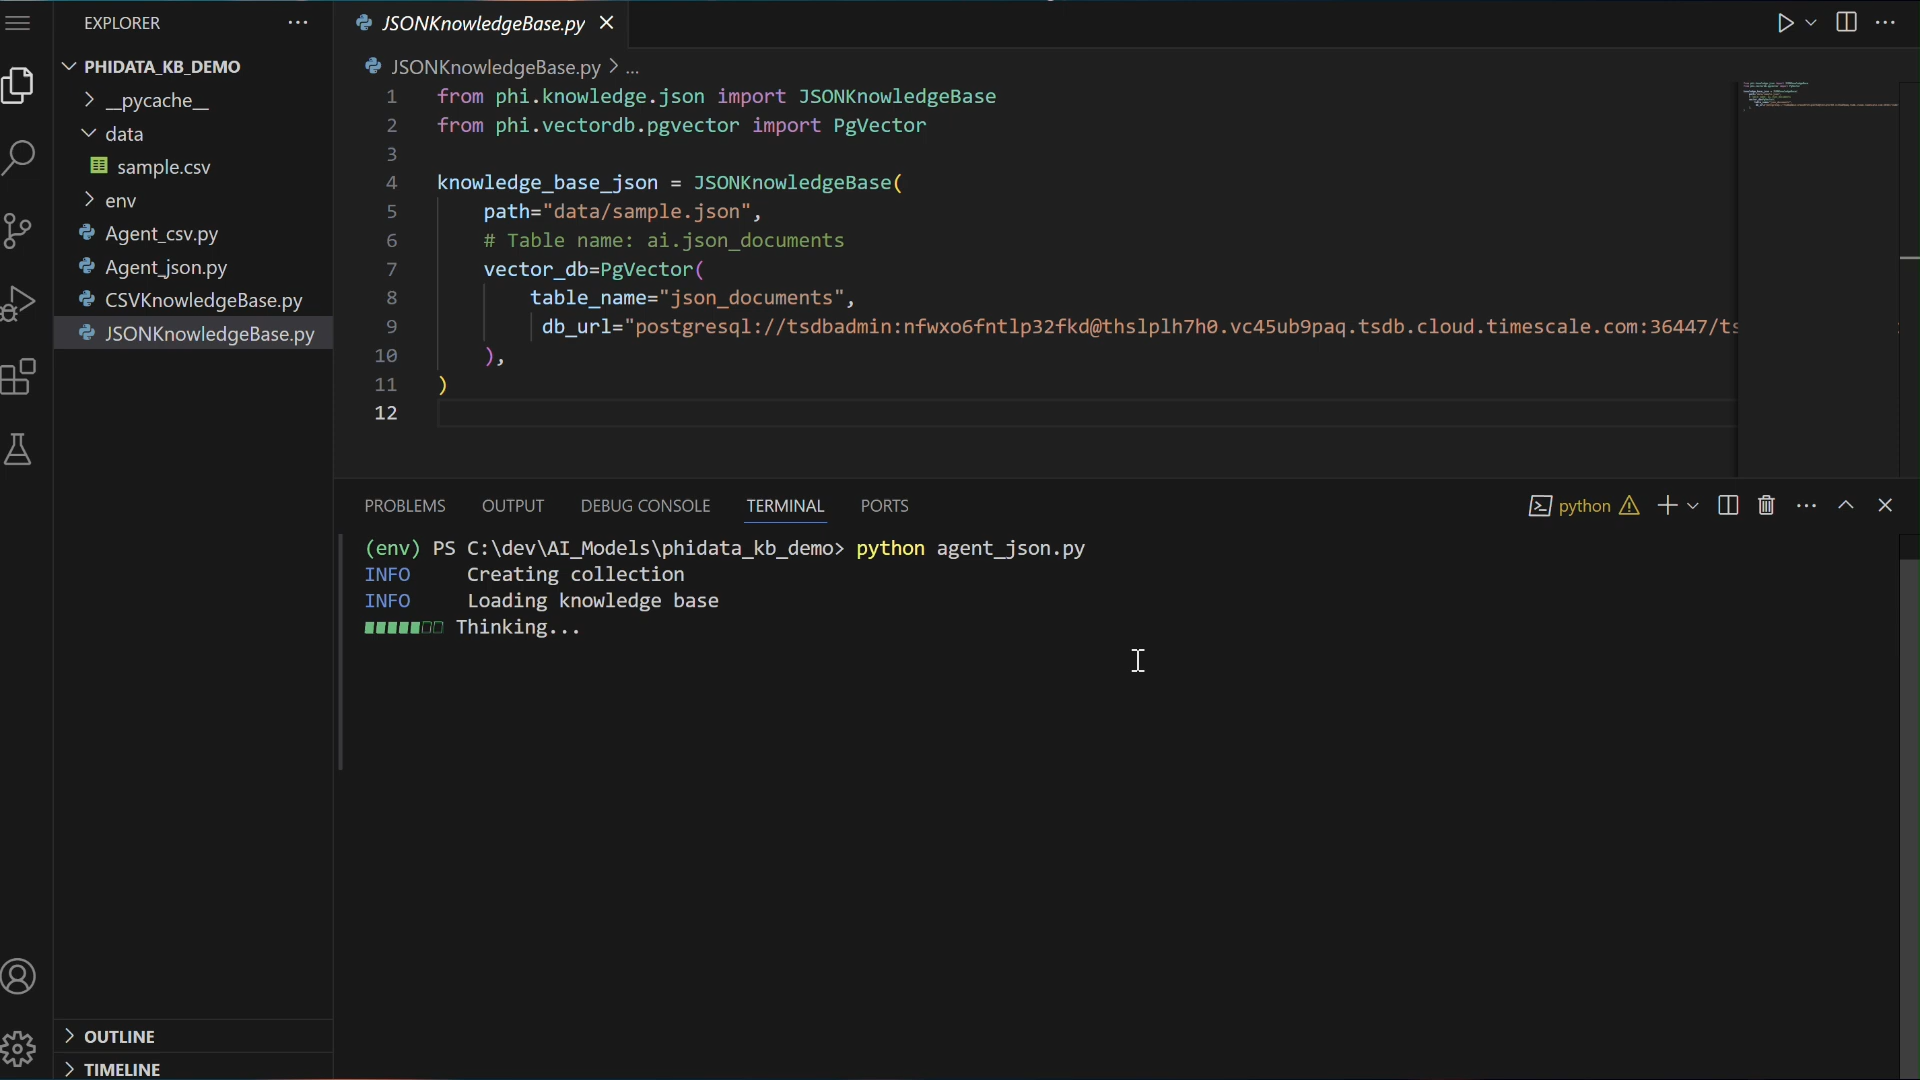 EXPLORER
PHIDATA_KB_DEMO
__pycache__
data
sample.csv
env
Agent_csv.py
Agent_json.py
CSVKnowledgeBase.py
JSONKnowledgeBase.py
OUTLINE
TIMELINE
JSONKnowledgeBase.py
JSONKnowledgeBase.py > ...
1 from phi.knowledge.json import JSONKnowledgeBase
2 from phi.vectordb.pgvector import PgVector
3
4 knowledge_base_json = JSONKnowledgeBase(
5 path="data/sample.json",
6 # Table name: ai.json_documents
7 vector_db=PgVector(
8 table_name="json_documents",
9 db_url="postgresql://tsdbadmin:nfwxo6fntlp32fkd@thslplh7h0.vc45ub9paq.tsdb.cloud.timescale.com:36447/ts
10 ),
11 )
12
PROBLEMS OUTPUT DEBUG CONSOLE TERMINAL PORTS
python
(env) PS C:\dev\AI_Models\phidata_kb_demo> python agent_json.py
INFO Creating collection
INFO Loading knowledge base
Thinking...